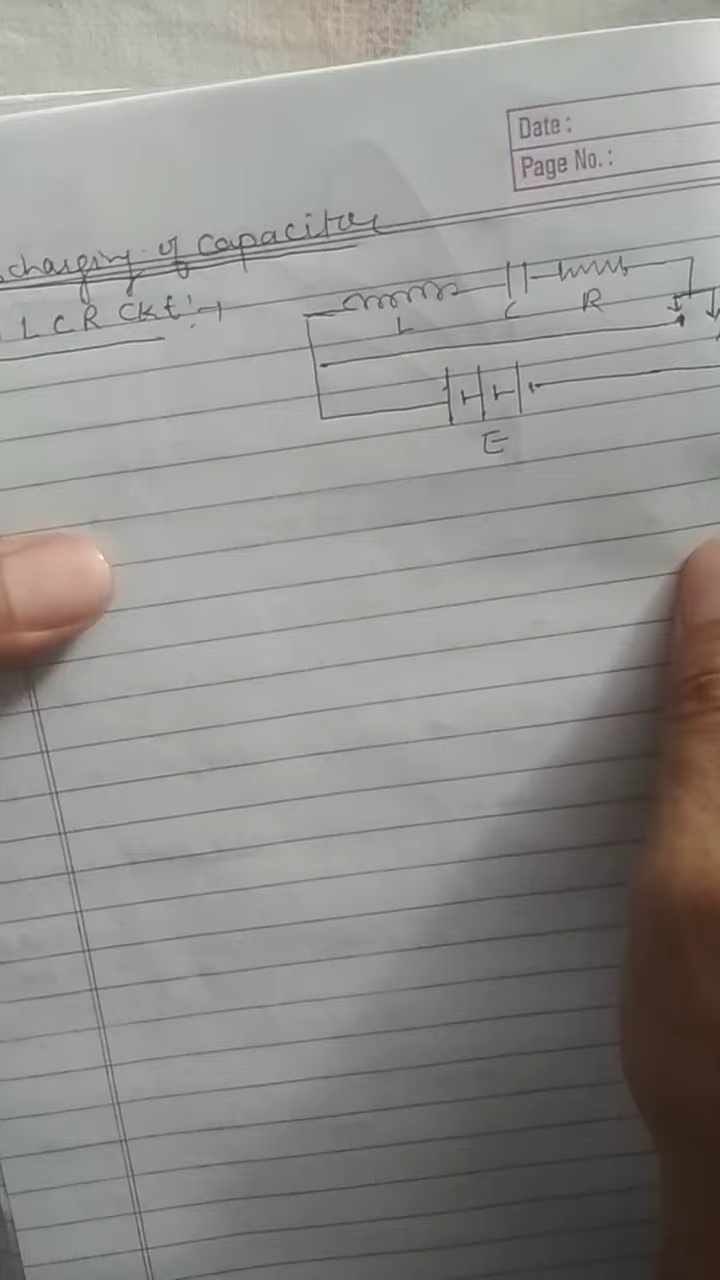 Date :
Page No. :
charging of Capacitor
LCR Ckt :→
L C R
E